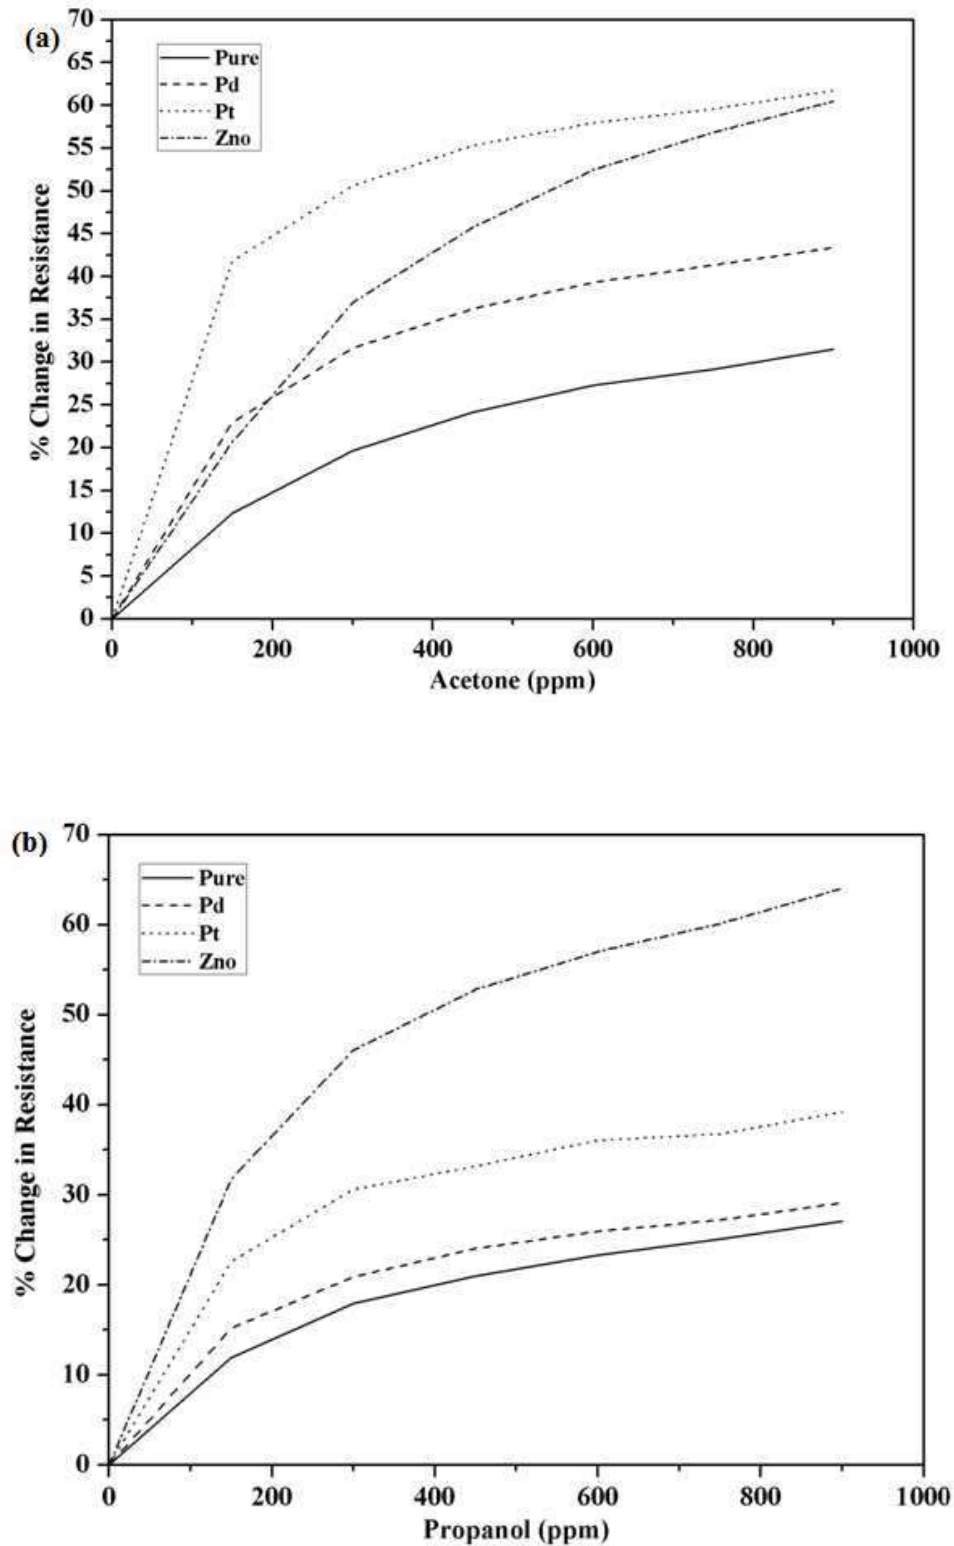 (a)
70
65
60
55
50
45
40
35
30
25
20
15
10
5
0
% Change in Resistance
Pure
Pd
Pt
Zno
0 200 400 600 800 1000
Acetone (ppm)
(b)
70
60
50
40
30
20
10
0
% Change in Resistance
Pure
Pd
Pt
Zno
0 200 400 600 800 1000
Propanol (ppm)